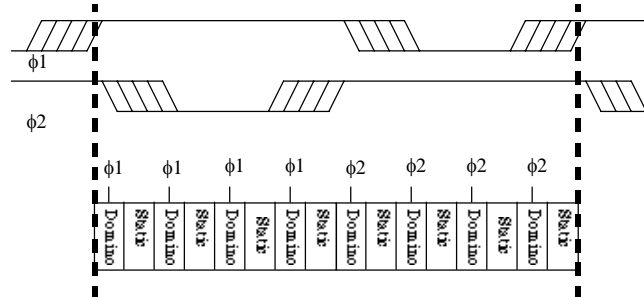 ϕ1
ϕ2
ϕ1 ϕ1 ϕ1 ϕ1 ϕ2 ϕ2 ϕ2 ϕ2
Domino Static Domino Static Domino Static Domino Static Domino Static Domino Static Domino Static Domino Static